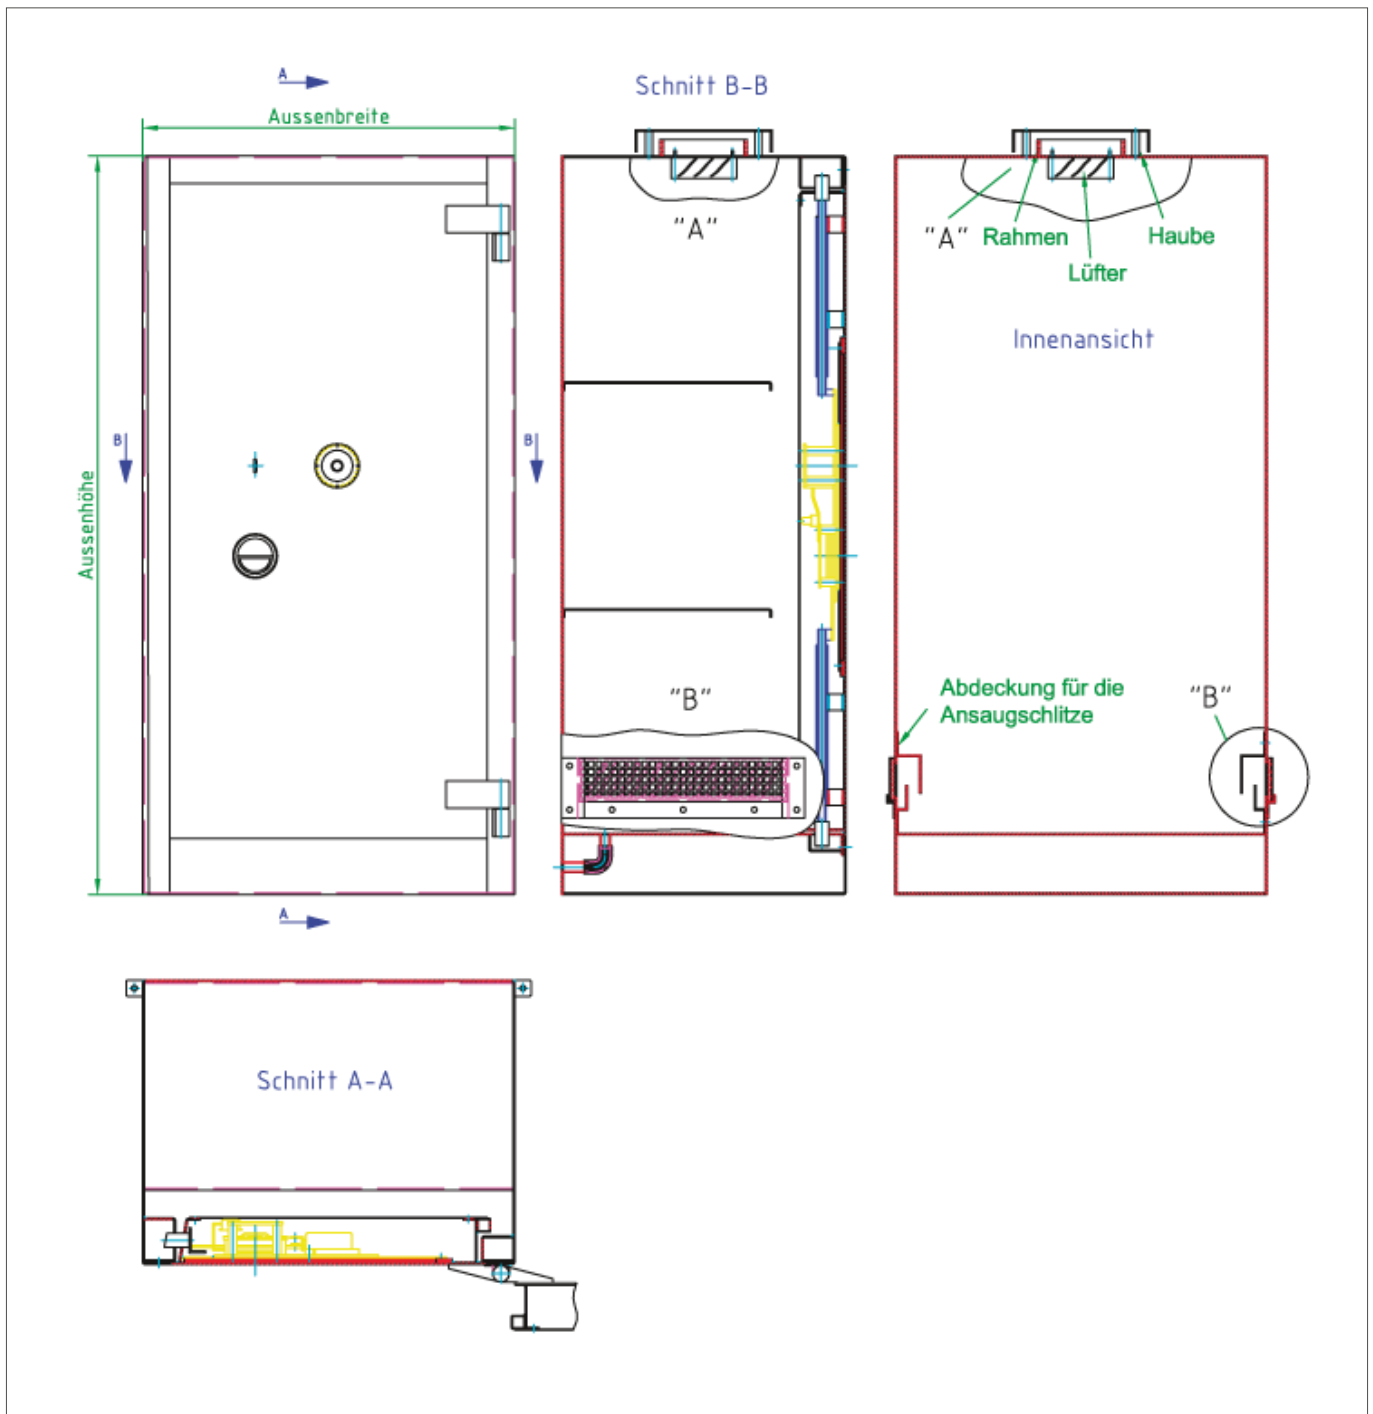 A
Schnitt B-B
Aussenbreite
"A"
"A"
Rahmen
Haube
Lüfter
Innenansicht
B
B
Aussenhöhe
"B"
Abdeckung für die
Ansaugschlitze
"B"
A
Schnitt A-A